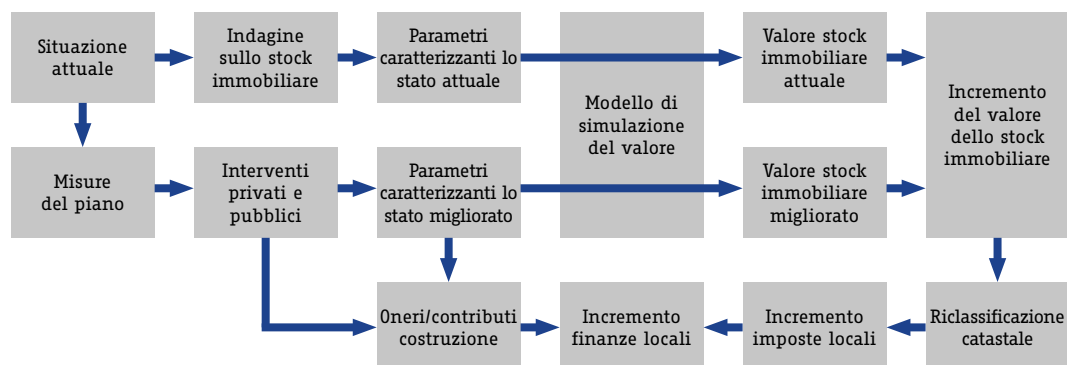 Situazione
attuale
Indagine
sullo stock
immobiliare
Parametri
caratterizzanti lo
stato attuale
Modello di
simulazione
del valore
Valore stock
immobiliare
attuale
Incremento
del valore
dello stock
immobiliare
Misure
del piano
Interventi
privati e
pubblici
Parametri
caratterizzanti lo
stato migliorato
Valore stock
immobiliare
migliorato
Oneri/contributi
costruzione
Incremento
finanze locali
Incremento
imposte locali
Riclassificazione
catastale